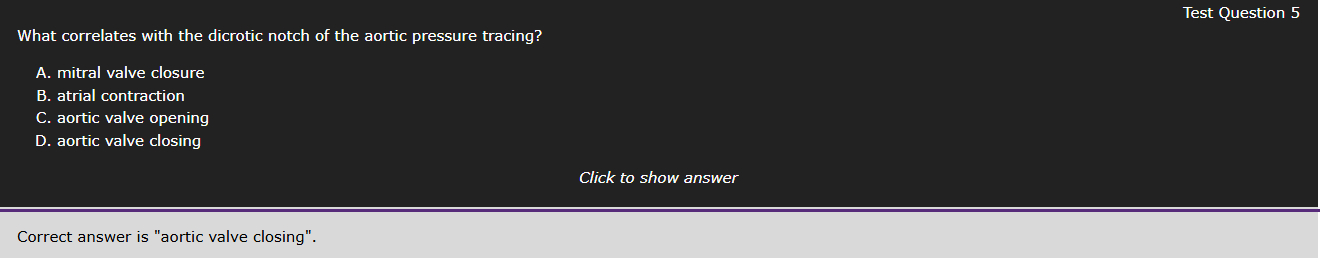 Test Question 5
What correlates with the dicrotic notch of the aortic pressure tracing?
A. mitral valve closure
B. atrial contraction
C. aortic valve opening
D. aortic valve closing
Click to show answer
Correct answer is "aortic valve closing".